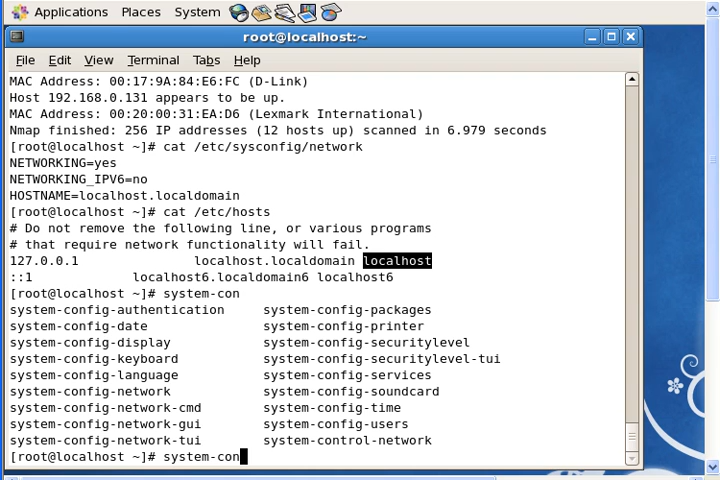 Applications Places System
root@localhost:~
File Edit View Terminal Tabs Help
MAC Address: 00:17:9A:84:E6:FC (D-Link)
Host 192.168.0.131 appears to be up.
MAC Address: 00:20:00:31:EA:D6 (Lexmark International)
Nmap finished: 256 IP addresses (12 hosts up) scanned in 6.979 seconds
[root@localhost ~]# cat /etc/sysconfig/network
NETWORKING=yes
NETWORKING_IPV6=no
HOSTNAME=localhost.localdomain
[root@localhost ~]# cat /etc/hosts
# Do not remove the following line, or various programs
# that require network functionality will fail.
127.0.0.1 localhost.localdomain localhost
::1 localhost6.localdomain6 localhost6
[root@localhost ~]# system-con
system-config-authentication system-config-packages
system-config-date system-config-printer
system-config-display system-config-securitylevel
system-config-keyboard system-config-securitylevel-tui
system-config-language system-config-services
system-config-network system-config-soundcard
system-config-network-cmd system-config-time
system-config-network-gui system-config-users
system-config-network-tui system-control-network
[root@localhost ~]# system-con